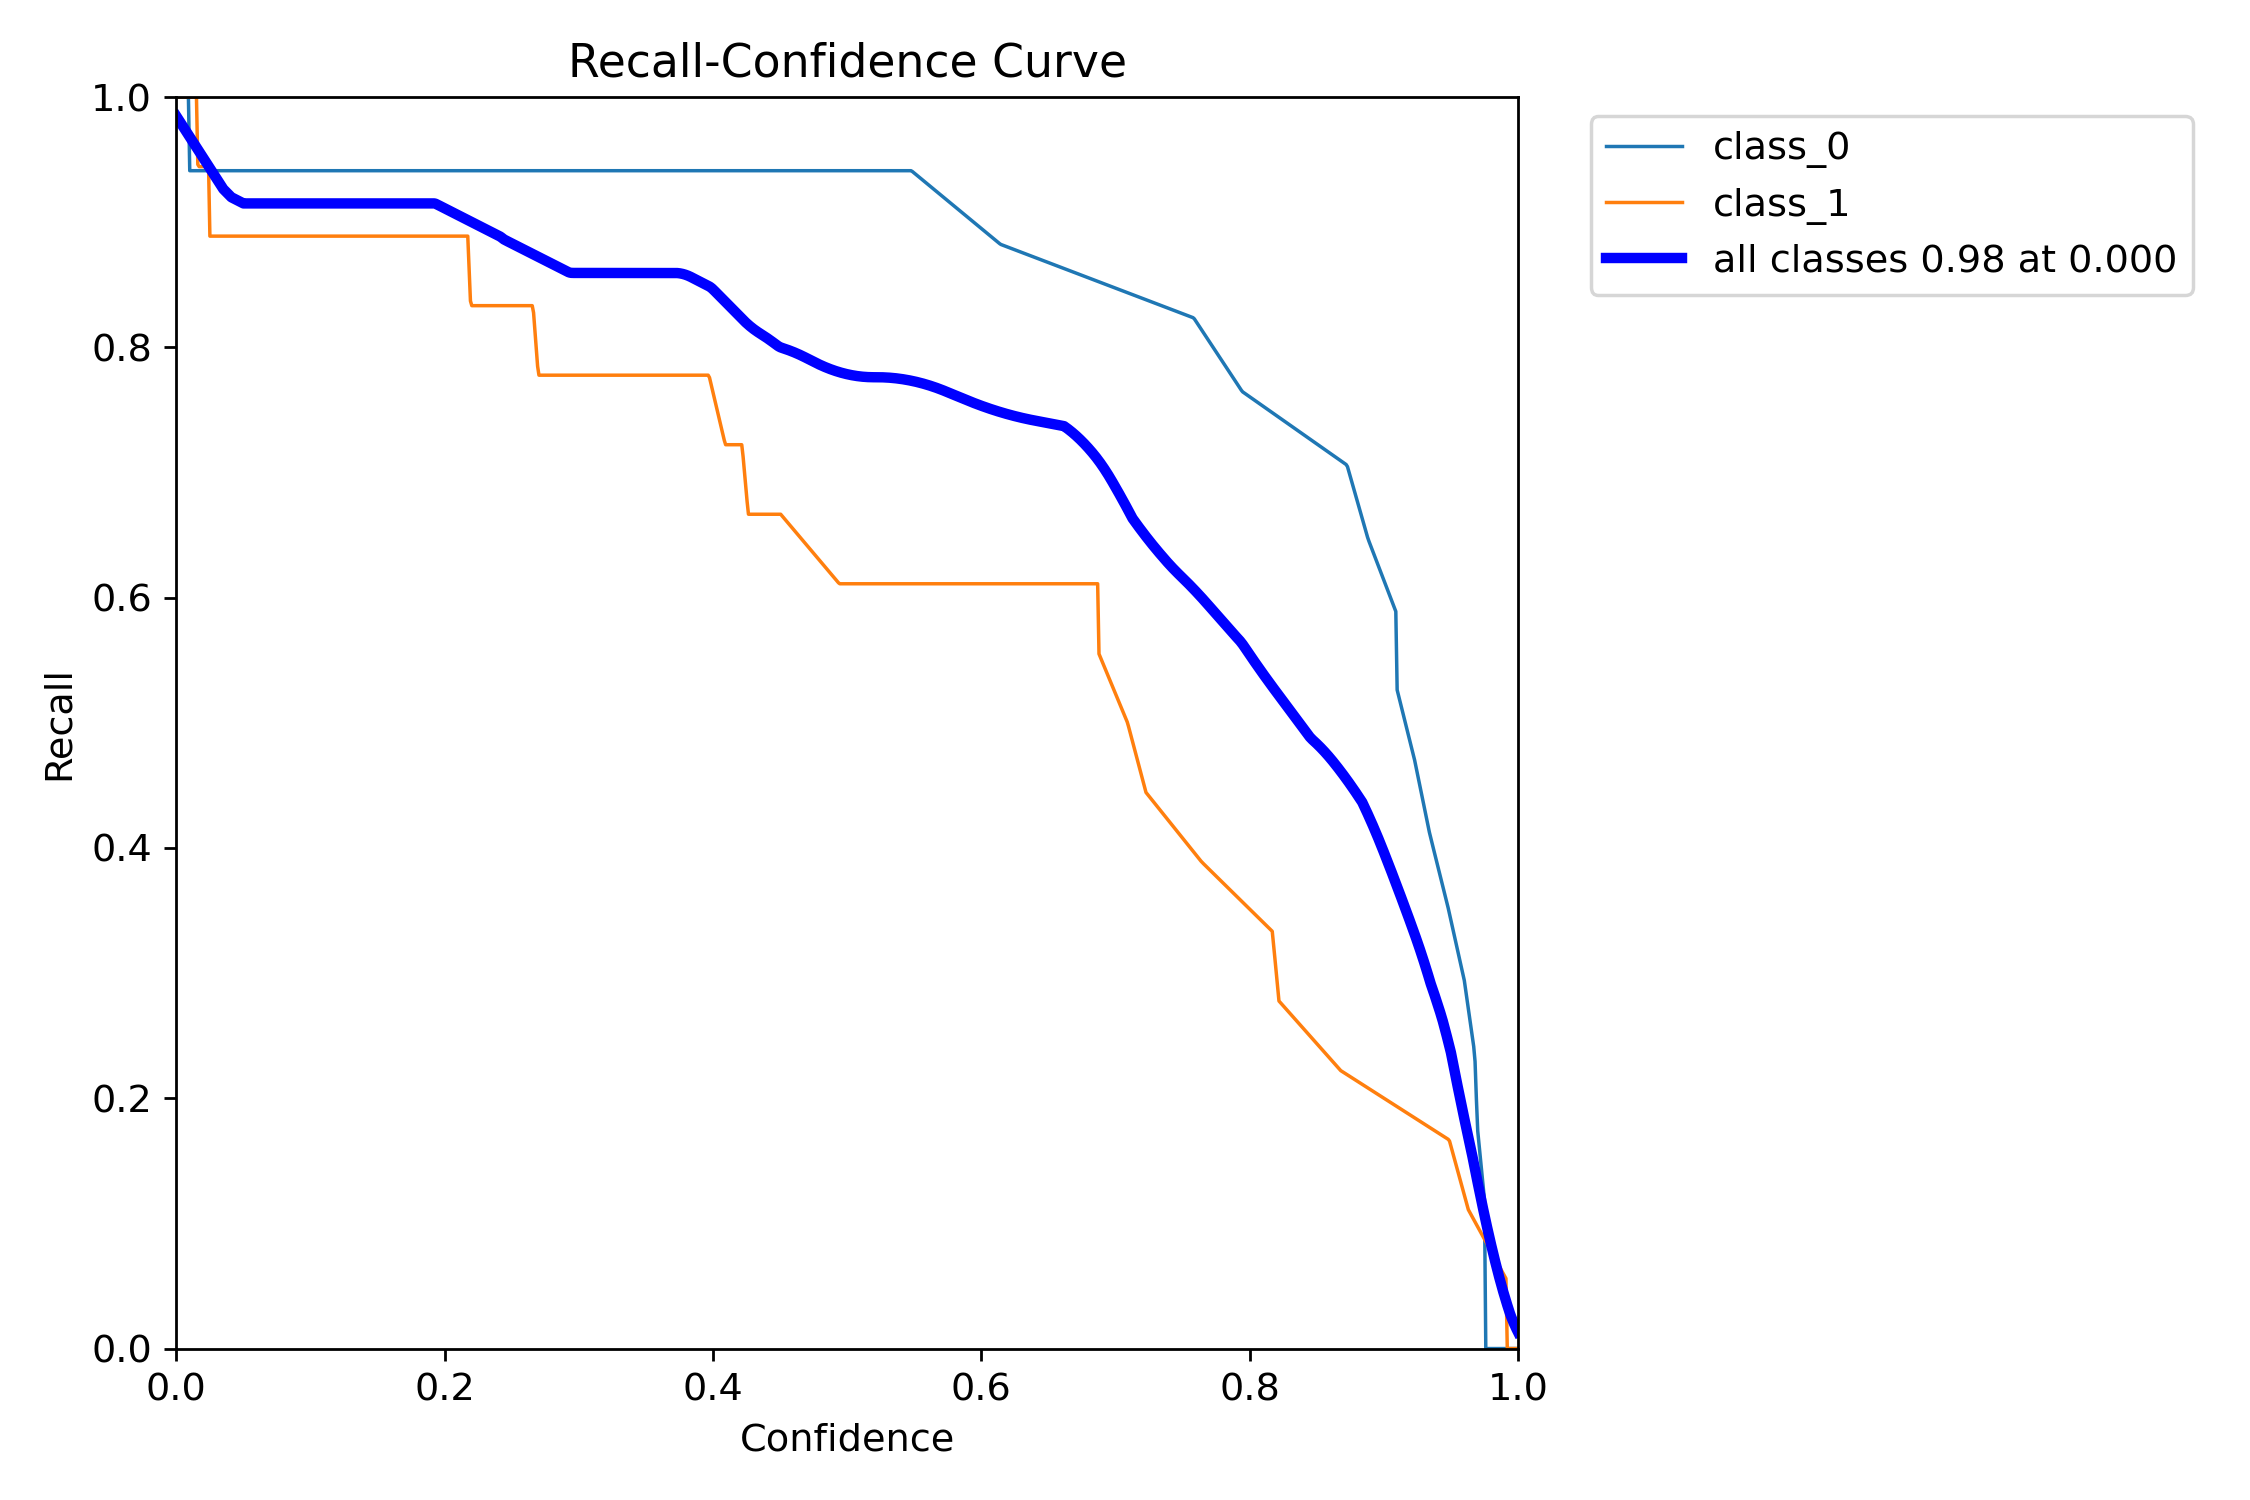 Recall-Confidence Curve
1.0
0.8
0.6
0.4
0.2
0.0
Recall
0.0 0.2 0.4 0.6 0.8 1.0
Confidence
class_0
class_1
all classes 0.98 at 0.000